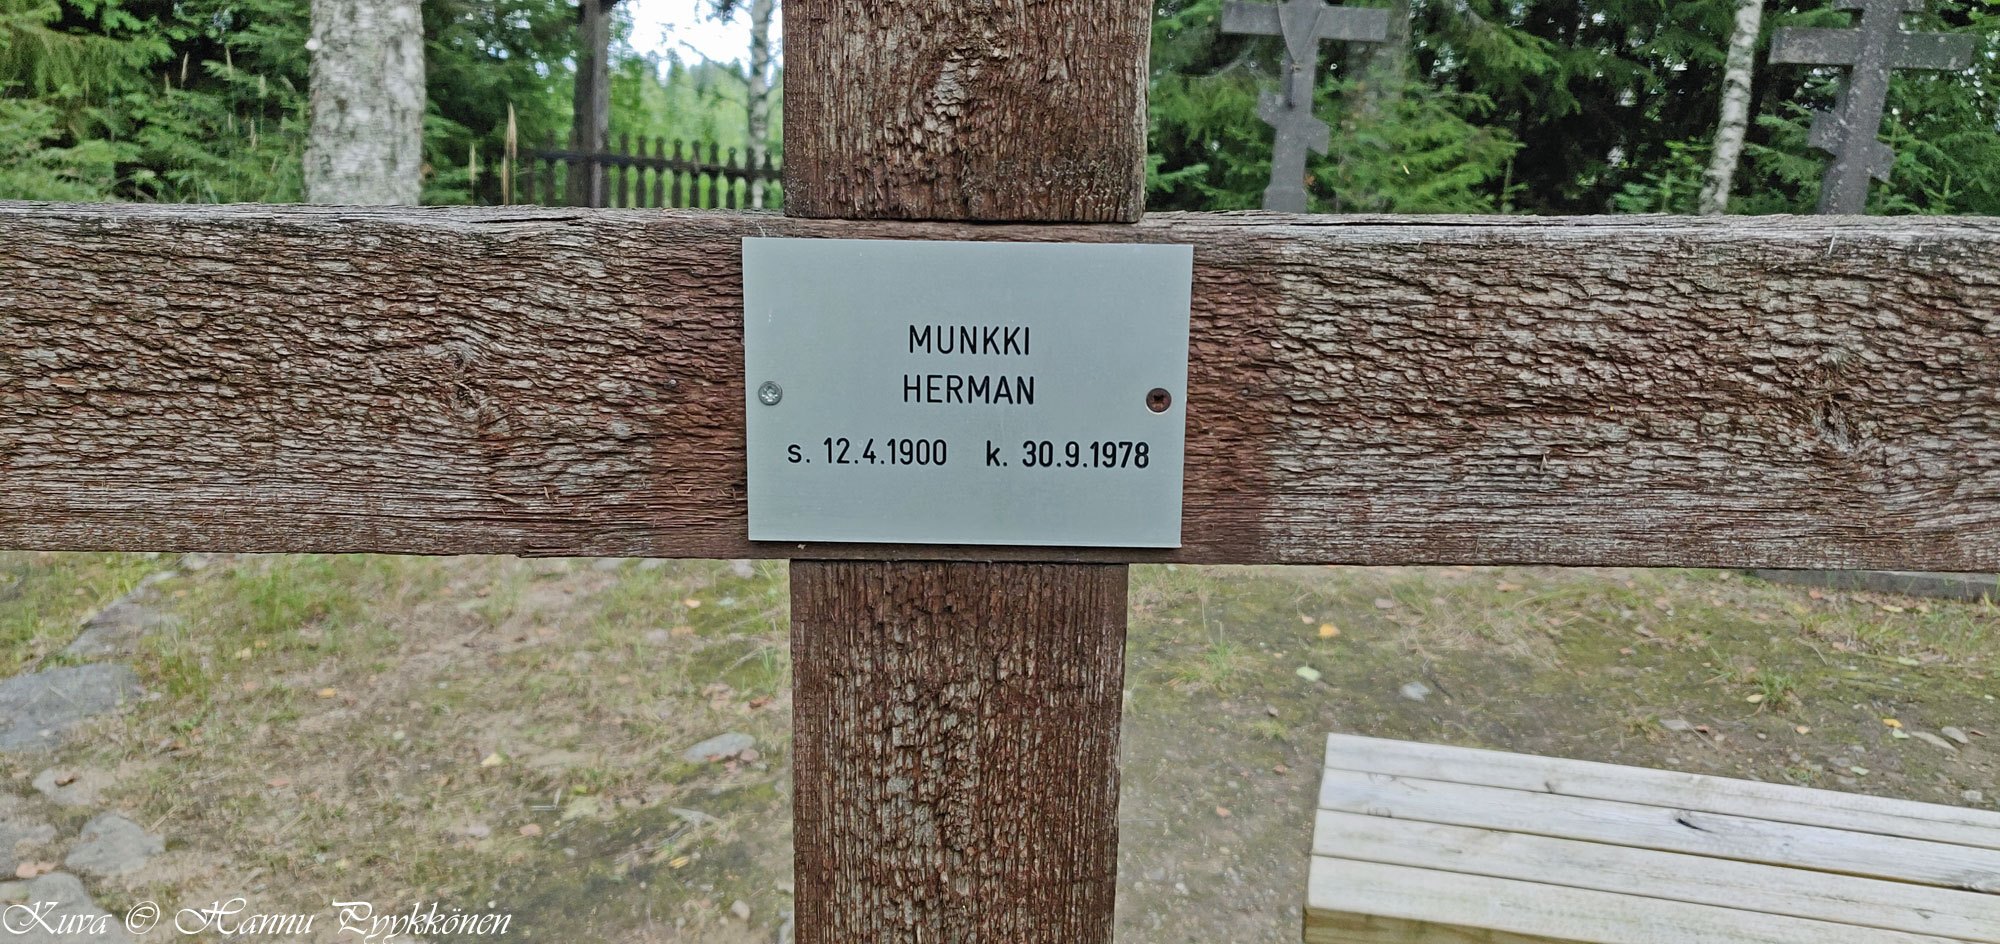 MUNKKI
HERMAN
s. 12.4.1900 k. 30.9.1978
Kuva © Hannu Pyykkönen